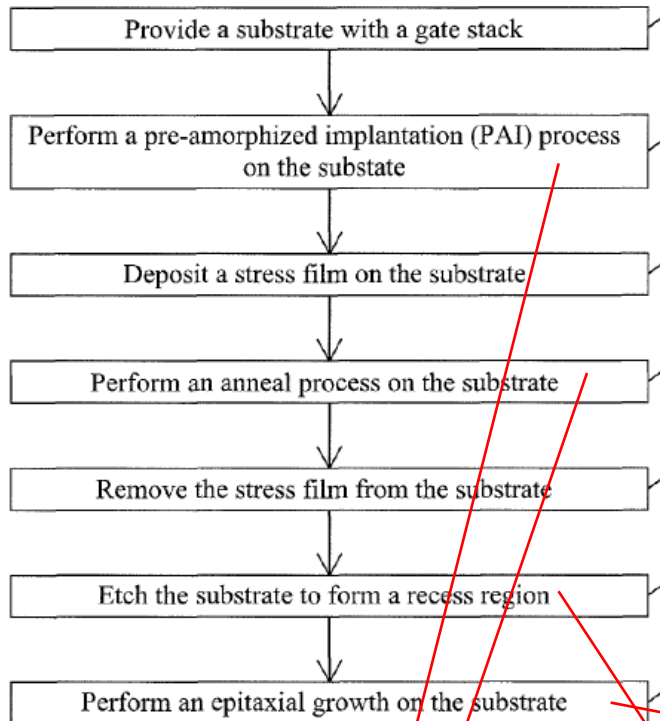 Provide a substrate with a gate stack
Perform a pre-amorphized implantation (PAI) process
on the substate
Deposit a stress film on the substrate
Perform an anneal process on the substrate
Remove the stress film from the substrate
Etch the substrate to form a recess region
Perform an epitaxial growth on the substrate